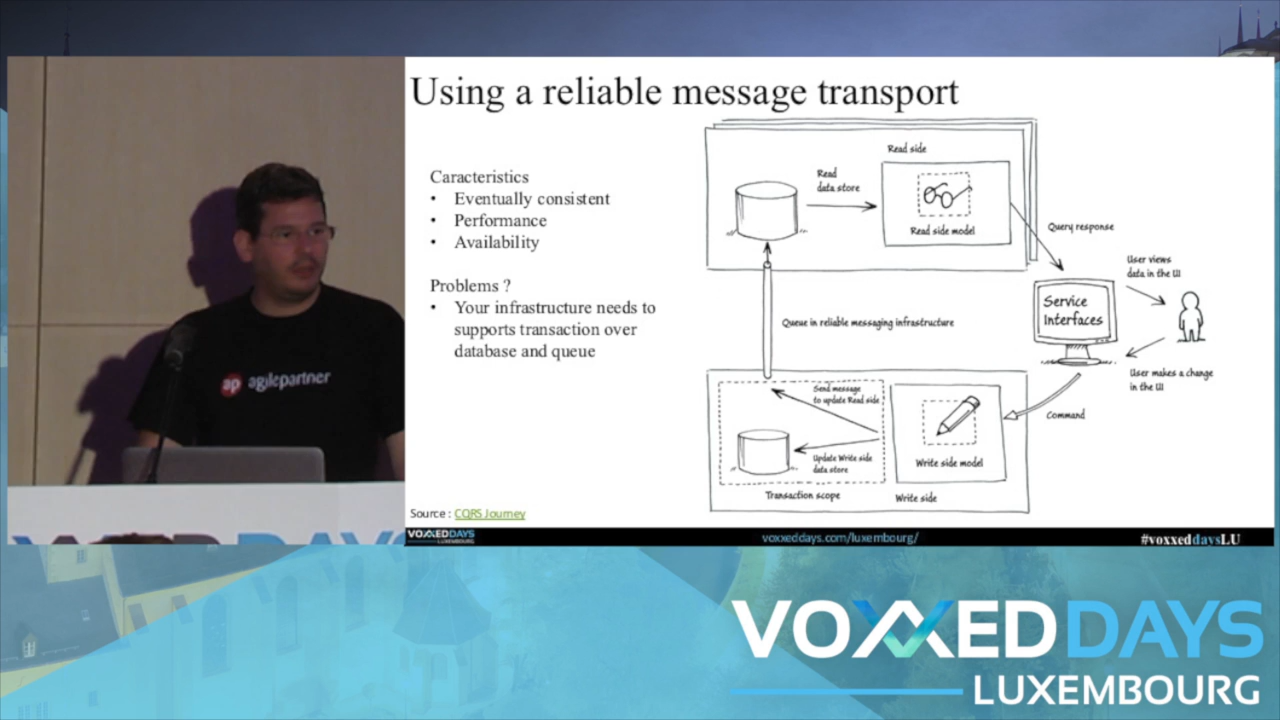 Using a reliable message transport
Caracteristics
• Eventually consistent
• Performance
• Availability
Problems ?
• Your infrastructure needs to
supports transaction over
database and queue
Source : CQRS Journey
Read side
Read
data store
Read side model
Query response
User views
data in the UI
Service
Interfaces
Queue in reliable messaging infrastructure
User makes a change
in the UI
Command
Send message
to update Read side
Update Write side
data store
Write side model
Transaction scope
Write side
ap agilepartner
VOXXEDDAYS
LUXEMBOURG
voxxeddays.com/luxembourg/
#voxxeddaysLU
VOXXEDDAYS
LUXEMBOURG